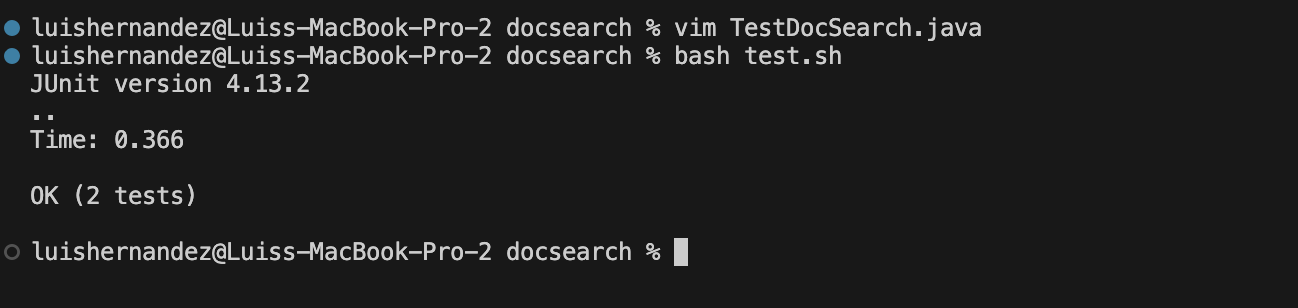 luishernandez@Luiss-MacBook-Pro-2 docsearch % vim TestDocSearch.java
luishernandez@Luiss-MacBook-Pro-2 docsearch % bash test.sh
JUnit version 4.13.2
..
Time: 0.366
OK (2 tests)
luishernandez@Luiss-MacBook-Pro-2 docsearch %